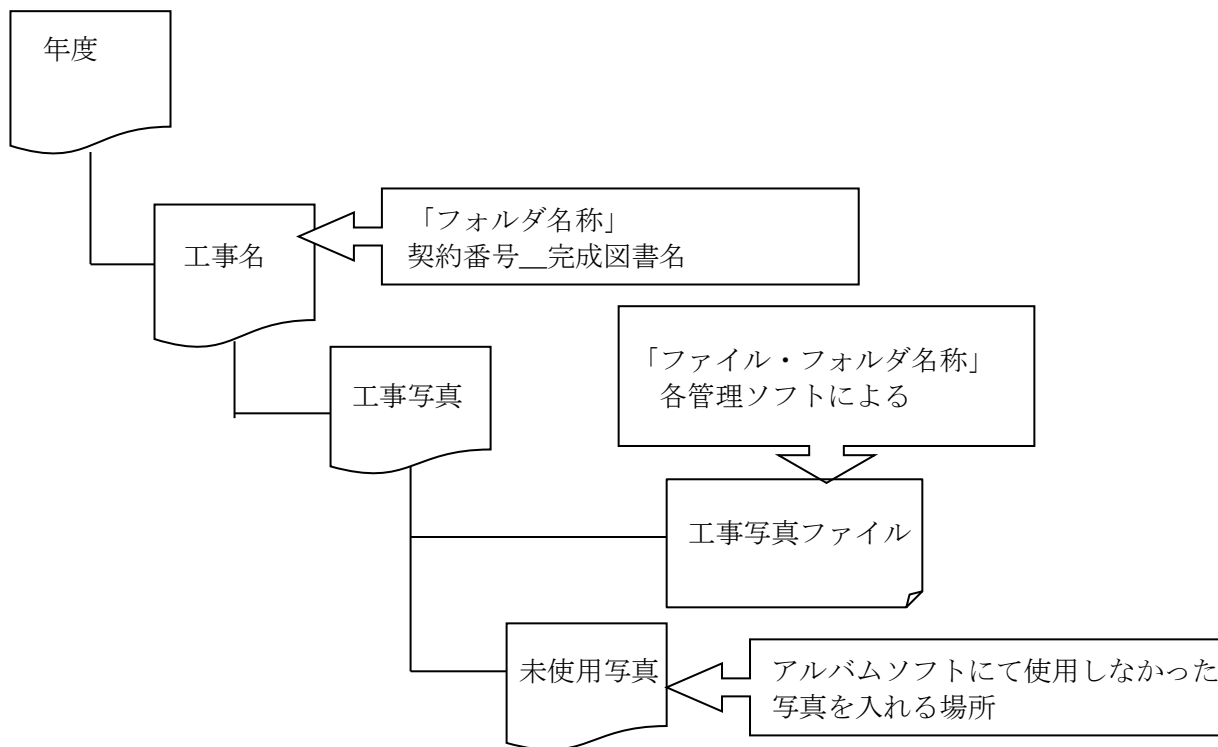 年度
「フォルダ名称」
契約番号__完成図書名
工事名
「ファイル・フォルダ名称」
各管理ソフトによる
工事写真
工事写真ファイル
未使用写真
アルバムソフトにて使用しなかった
写真を入れる場所